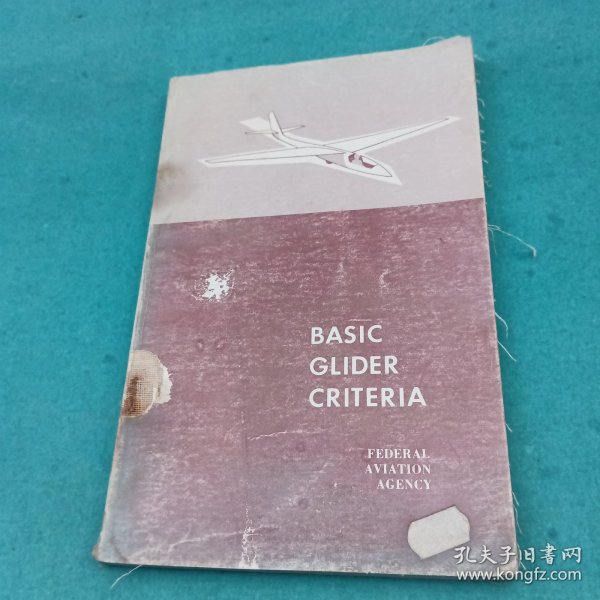 BASIC
GLIDER
CRITERIA
FEDERAL
AVIATION
AGENCY
孔夫子旧书网
www.kongfz.com